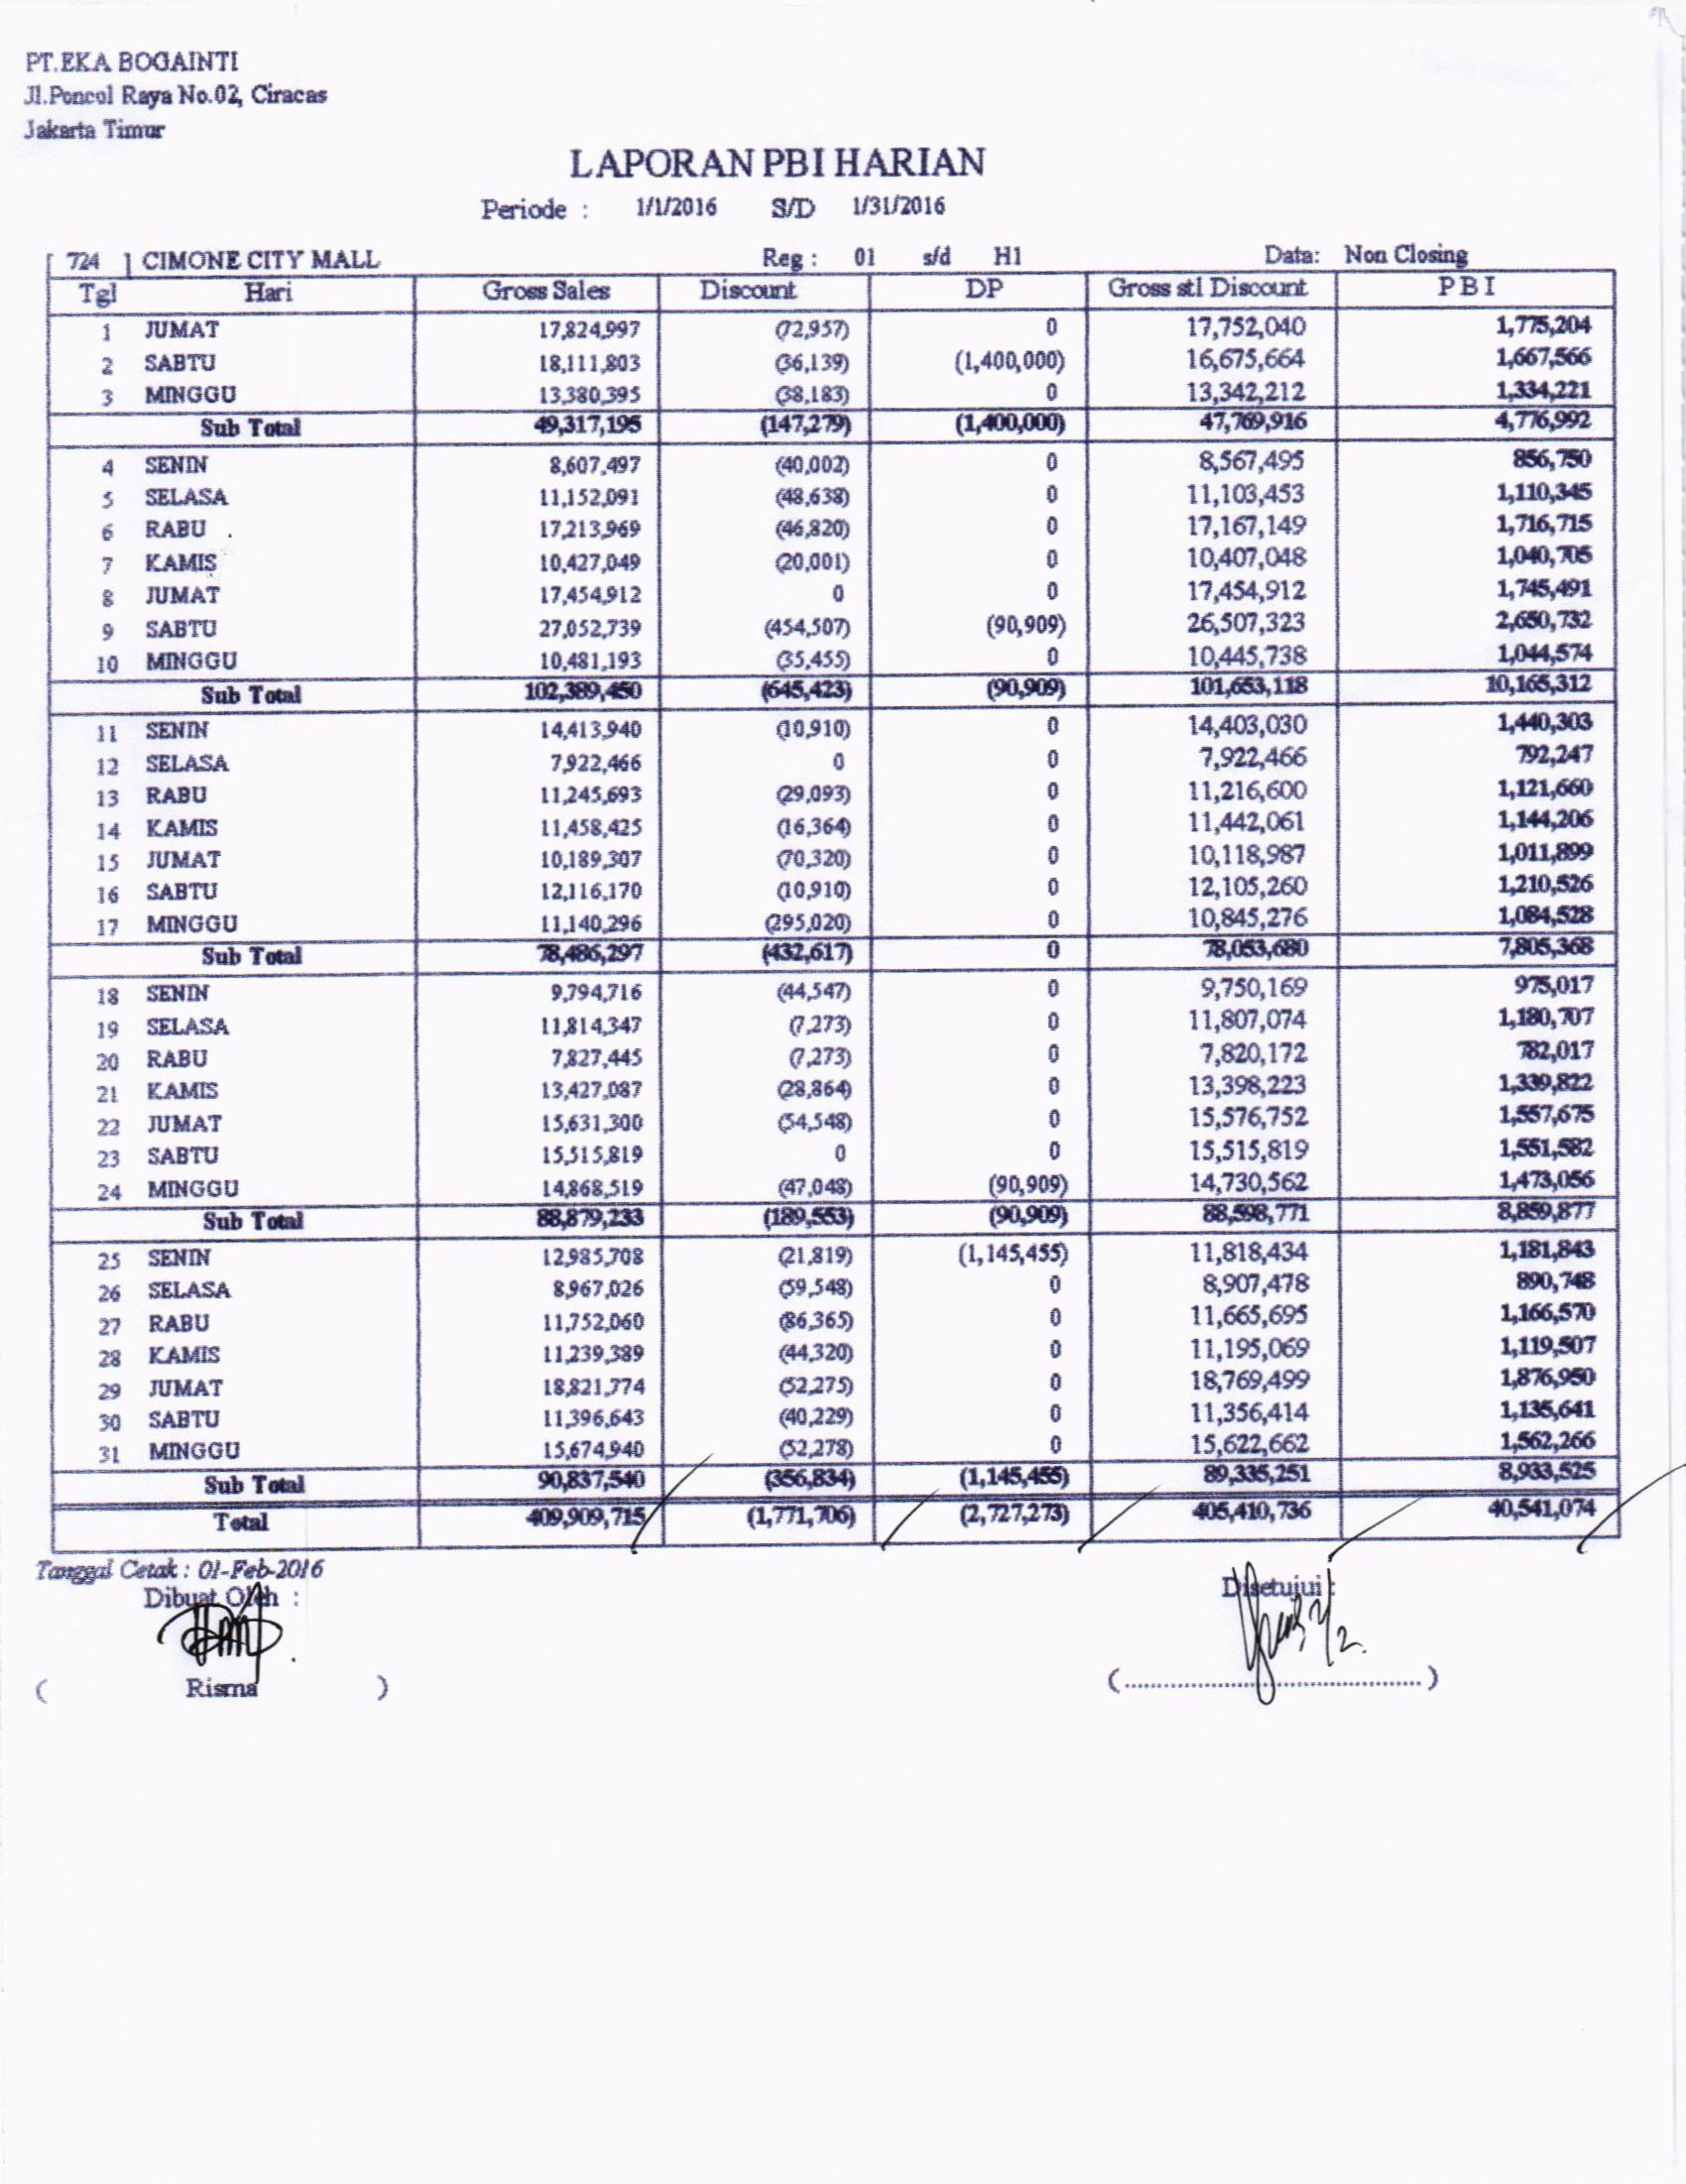 PT.EKA BOGAINTI
Jl.Poncol Raya No.02, Ciracas
Jakarta Timur
LAPORAN PBI HARIAN
Periode : 1/1/2016 S/D 1/31/2016
[ 724 ] CIMONE CITY MALL Reg : 01 s/d H1 Data: Non Closing
Tgl Hari Gross Sales Discount DP Gross stl Discount PBI
1 JUMAT 17,824,997 (72,957) 0 17,752,040 1,775,204
2 SABTU 18,111,803 (36,139) (1,400,000) 16,675,664 1,667,566
3 MINGGU 13,380,395 (38,183) 0 13,342,212 1,334,221
Sub Total 49,317,195 (147,279) (1,400,000) 47,769,916 4,776,992
4 SENIN 8,607,497 (40,002) 0 8,567,495 856,750
5 SELASA 11,152,091 (48,638) 0 11,103,453 1,110,345
6 RABU 17,213,969 (46,820) 0 17,167,149 1,716,715
7 KAMIS 10,427,049 (20,001) 0 10,407,048 1,040,705
8 JUMAT 17,454,912 0 0 17,454,912 1,745,491
9 SABTU 27,052,739 (454,507) (90,909) 26,507,323 2,650,732
10 MINGGU 10,481,193 (35,455) 0 10,445,738 1,044,574
Sub Total 102,389,450 (645,423) (90,909) 101,653,118 10,165,312
11 SENIN 14,413,940 (10,910) 0 14,403,030 1,440,303
12 SELASA 7,922,466 0 0 7,922,466 792,247
13 RABU 11,245,693 (29,093) 0 11,216,600 1,121,660
14 KAMIS 11,458,425 (16,364) 0 11,442,061 1,144,206
15 JUMAT 10,189,307 (70,320) 0 10,118,987 1,011,899
16 SABTU 12,116,170 (10,910) 0 12,105,260 1,210,526
17 MINGGU 11,140,296 (295,020) 0 10,845,276 1,084,528
Sub Total 78,486,297 (432,617) 0 78,053,680 7,805,368
18 SENIN 9,794,716 (44,547) 0 9,750,169 975,017
19 SELASA 11,814,347 (7,273) 0 11,807,074 1,180,707
20 RABU 7,827,445 (7,273) 0 7,820,172 782,017
21 KAMIS 13,427,087 (28,864) 0 13,398,223 1,339,822
22 JUMAT 15,631,300 (54,548) 0 15,576,752 1,557,675
23 SABTU 15,515,819 0 0 15,515,819 1,551,582
24 MINGGU 14,868,519 (47,048) (90,909) 14,730,562 1,473,056
Sub Total 88,879,233 (189,553) (90,909) 88,598,771 8,859,877
25 SENIN 12,985,708 (21,819) (1,145,455) 11,818,434 1,181,843
26 SELASA 8,967,026 (59,548) 0 8,907,478 890,748
27 RABU 11,752,060 (86,365) 0 11,665,695 1,166,570
28 KAMIS 11,239,389 (44,320) 0 11,195,069 1,119,507
29 JUMAT 18,821,774 (52,275) 0 18,769,499 1,876,950
30 SABTU 11,396,643 (40,229) 0 11,356,414 1,135,641
31 MINGGU 15,674,940 (52,278) 0 15,622,662 1,562,266
Sub Total 90,837,540 (356,834) (1,145,455) 89,335,251 8,933,525
Total 409,909,715 (1,771,706) (2,727,273) 405,410,736 40,541,074
Tanggal Cetak : 01-Feb-2016
Dibuat Oleh : Disetujui :
( Risma ) (..........................................)